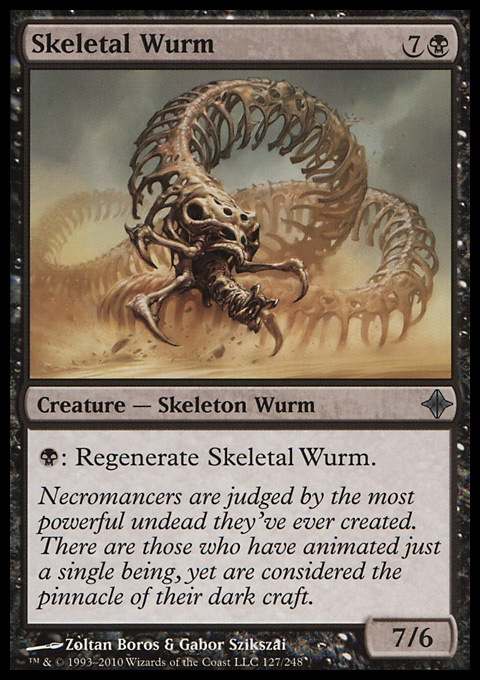 Skeletal Wurm 7
Creature — Skeleton Wurm
: Regenerate Skeletal Wurm.
Necromancers are judged by the most
powerful undead they've ever created.
There are those who have animated just
a single being, yet are considered the
pinnacle of their dark craft.
Zoltan Boros & Gabor Szikszai
7/6
™ & © 1993–2010 Wizards of the Coast LLC 127/248